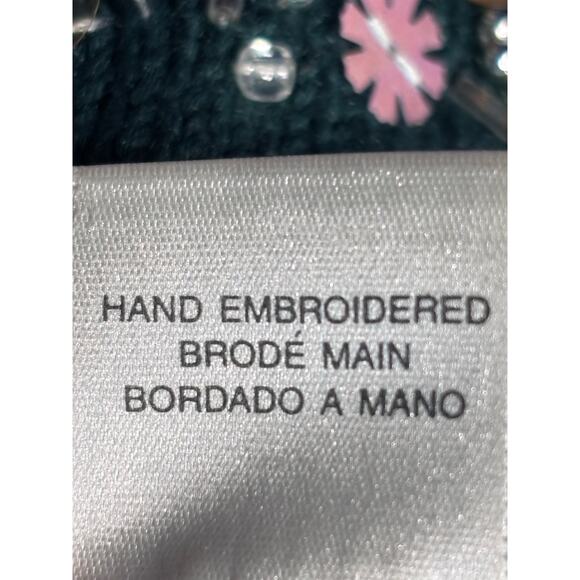 HAND EMBROIDERED
BRODÉ MAIN
BORDADO A MANO